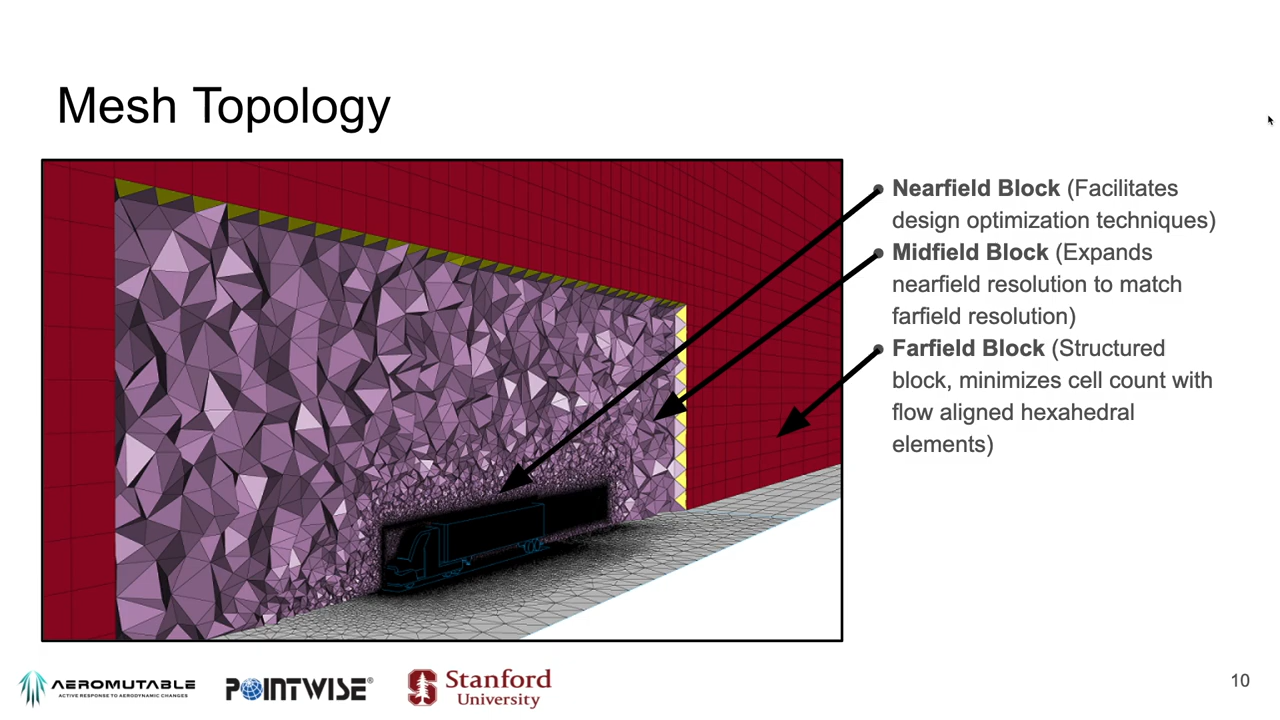 Mesh Topology
Nearfield Block (Facilitates
design optimization techniques)
Midfield Block (Expands
nearfield resolution to match
farfield resolution)
Farfield Block (Structured
block, minimizes cell count with
flow aligned hexahedral
elements)
AEROMUTABLE
ACTIVE RESPONSE TO AERODYNAMIC CHANGES
POINTWISE®
Stanford
University
10